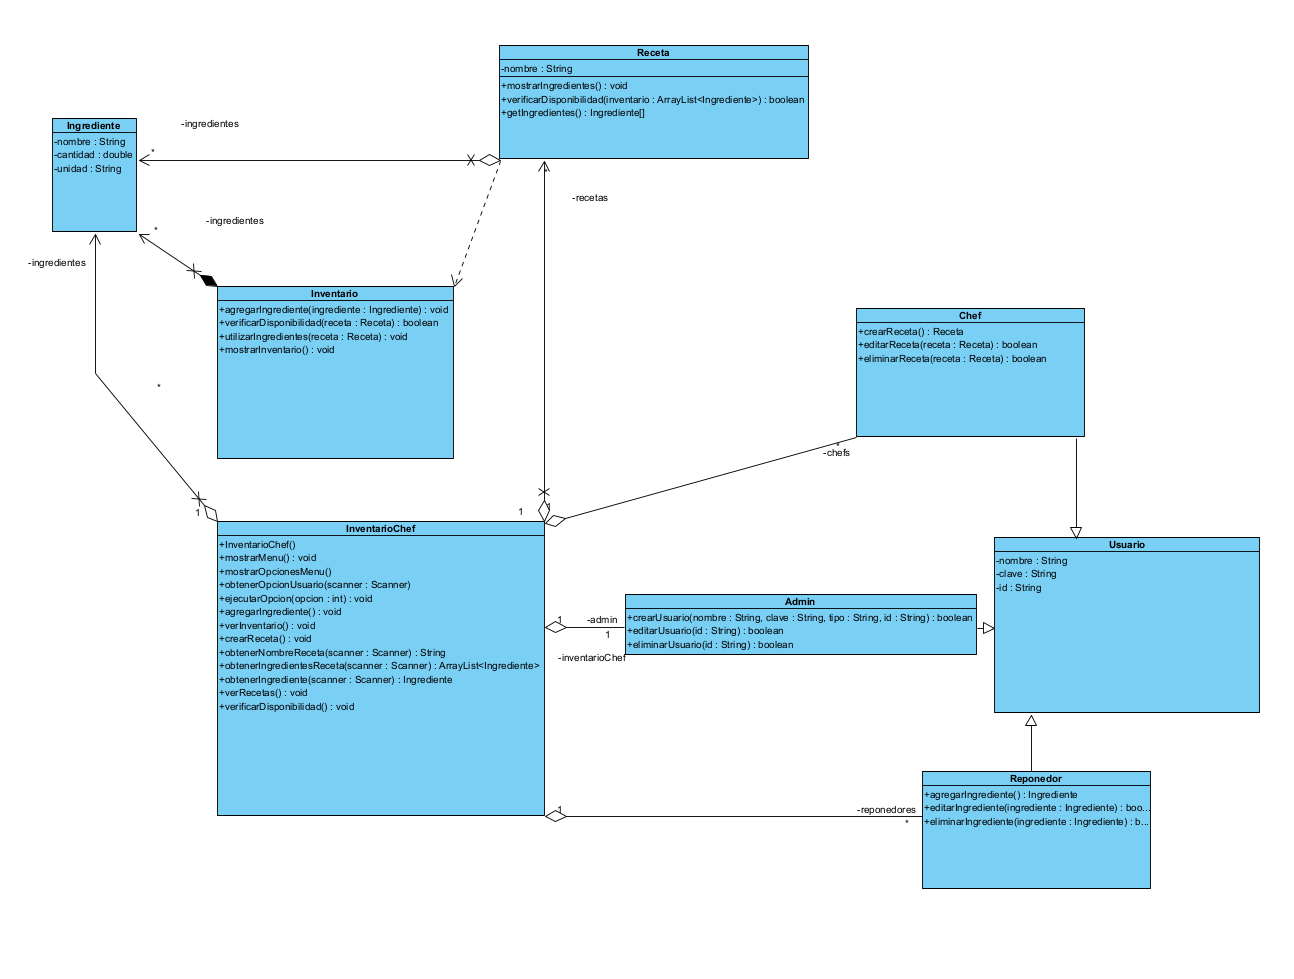 Receta
-nombre : String
+mostrarIngredientes() : void
+verificarDisponibilidad(inventario : ArrayList<Ingrediente>) : boolean
+getIngredientes() : Ingrediente[]
Ingrediente
-nombre : String
-cantidad : double
-unidad : String
-ingredientes
*
*
-recetas
-ingredientes
*
-ingredientes
Inventario
+agregarIngrediente(ingrediente : Ingrediente) : void
+verificarDisponibilidad(receta : Receta) : boolean
+utilizarIngredientes(receta : Receta) : void
+mostrarInventario() : void
Chef
+crearReceta() : Receta
+editarReceta(receta : Receta) : boolean
+eliminarReceta(receta : Receta) : boolean
*
*
-chefs
1
1
1
InventarioChef
+InventarioChef()
+mostrarMenu() : void
+mostrarOpcionesMenu()
+obtenerOpcionUsuario(scanner : Scanner)
+ejecutarOpcion(opcion : int) : void
+agregarIngrediente() : void
+verInventario() : void
+crearReceta() : void
+obtenerNombreReceta(scanner : Scanner) : String
+obtenerIngredientesReceta(scanner : Scanner) : ArrayList<Ingrediente>
+obtenerIngrediente(scanner : Scanner) : Ingrediente
+verRecetas() : void
+verificarDisponibilidad() : void
Usuario
-nombre : String
-clave : String
-id : String
1
-admin
1
-inventarioChef
Admin
+crearUsuario(nombre : String, clave : String, tipo : String, id : String) : boolean
+editarUsuario(id : String) : boolean
+eliminarUsuario(id : String) : boolean
1
-reponedores
*
Reponedor
+agregarIngrediente() : Ingrediente
+editarIngrediente(ingrediente : Ingrediente) : boo...
+eliminarIngrediente(ingrediente : Ingrediente) : b...